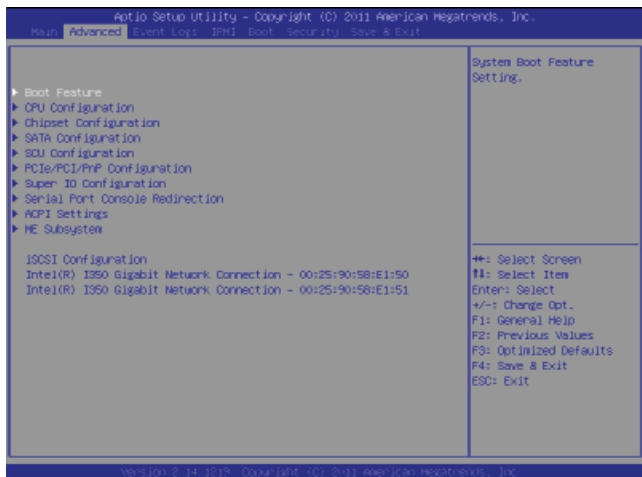 Aptio Setup Utility - Copyright (C) 2011 American Megatrends, Inc.
Main Advanced Event Logs IPMI Boot Security Save & Exit
Boot Feature
CPU Configuration
Chipset Configuration
SATA Configuration
SCU Configuration
PCIe/PCI/PnP Configuration
Super IO Configuration
Serial Port Console Redirection
ACPI Settings
ME Subsystem
iSCSI Configuration
Intel(R) I350 Gigabit Network Connection - 00:25:90:58:E1:50
Intel(R) I350 Gigabit Network Connection - 00:25:90:58:E1:51
System Boot Feature
Setting.
→←: Select Screen
↑↓: Select Item
Enter: Select
+/-: Change Opt.
F1: General Help
F2: Previous Values
F3: Optimized Defaults
F4: Save & Exit
ESC: Exit
Version 2.14.1219. Copyright (C) 2011 American Megatrends, Inc.